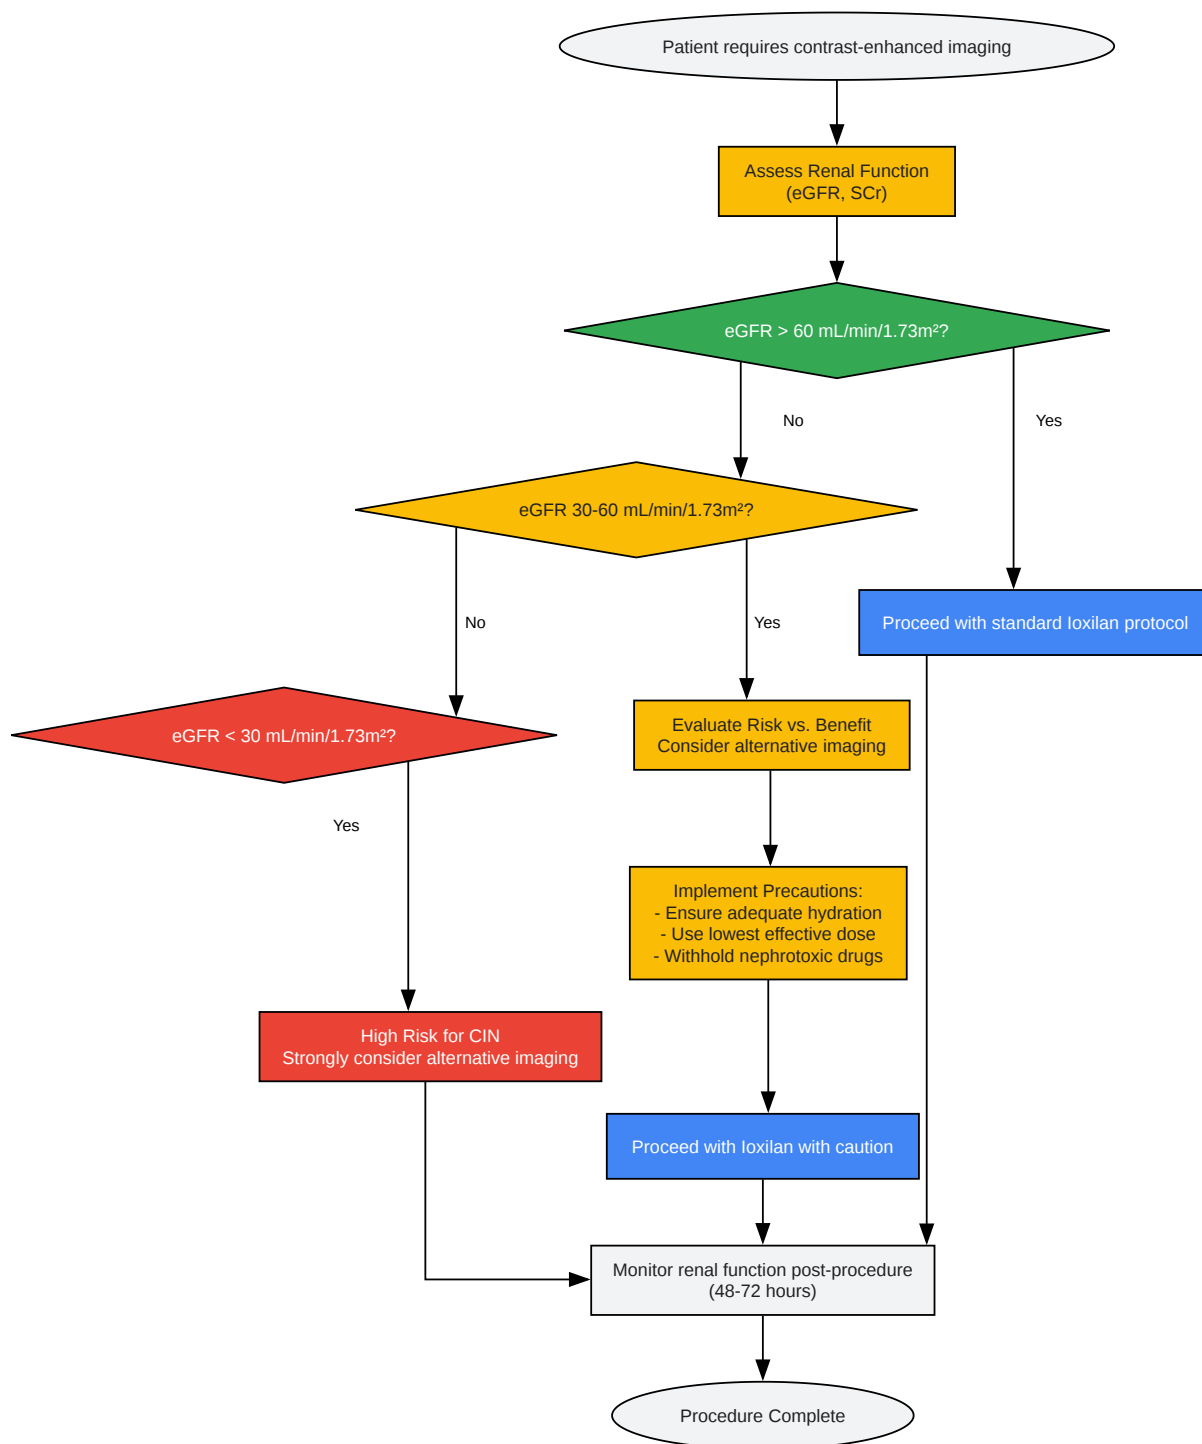 Patient requires contrast-enhanced imaging
Assess Renal Function
(eGFR, SCr)
eGFR > 60 mL/min/1.73m²?
No
Yes
eGFR 30-60 mL/min/1.73m²?
No
Yes
Proceed with standard Ioxilan protocol
eGFR < 30 mL/min/1.73m²?
Evaluate Risk vs. Benefit
Consider alternative imaging
Yes
Implement Precautions:
- Ensure adequate hydration
- Use lowest effective dose
- Withhold nephrotoxic drugs
High Risk for CIN
Strongly consider alternative imaging
Proceed with Ioxilan with caution
Monitor renal function post-procedure
(48-72 hours)
Procedure Complete